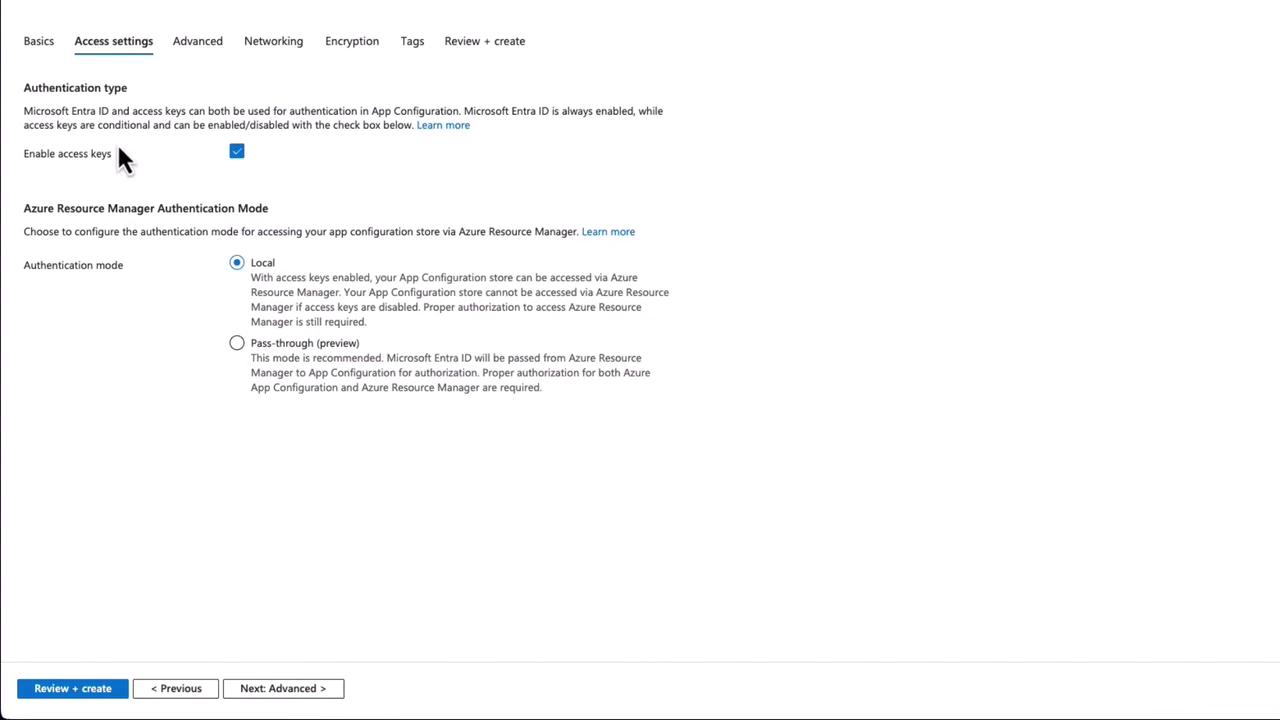 Basics Access settings Advanced Networking Encryption Tags Review + create
Authentication type
Microsoft Entra ID and access keys can both be used for authentication in App Configuration. Microsoft Entra ID is always enabled, while
access keys are conditional and can be enabled/disabled with the check box below. Learn more
Enable access keys
Azure Resource Manager Authentication Mode
Choose to configure the authentication mode for accessing your app configuration store via Azure Resource Manager. Learn more
Authentication mode
Local
With access keys enabled, your App Configuration store can be accessed via Azure
Resource Manager. Your App Configuration store cannot be accessed via Azure Resource
Manager if access keys are disabled. Proper authorization to access Azure Resource
Manager is still required.
Pass-through (preview)
This mode is recommended. Microsoft Entra ID will be passed from Azure Resource
Manager to App Configuration for authorization. Proper authorization for both Azure
App Configuration and Azure Resource Manager are required.
Review + create < Previous Next: Advanced >